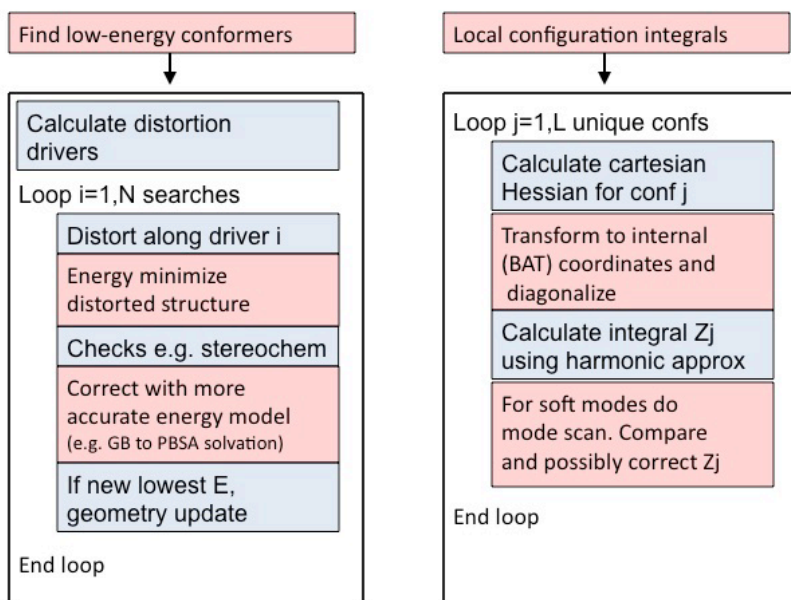 Find low-energy conformers
Calculate distortion
drivers
Loop i=1,N searches
Distort along driver i
Energy minimize
distorted structure
Checks e.g. stereochem
Correct with more
accurate energy model
(e.g. GB to PBSA solvation)
If new lowest E,
geometry update
End loop
Local configuration integrals
Loop j=1,L unique confs
Calculate cartesian
Hessian for conf j
Transform to internal
(BAT) coordinates and
diagonalize
Calculate integral Zj
using harmonic approx
For soft modes do
mode scan. Compare
and possibly correct Zj
End loop